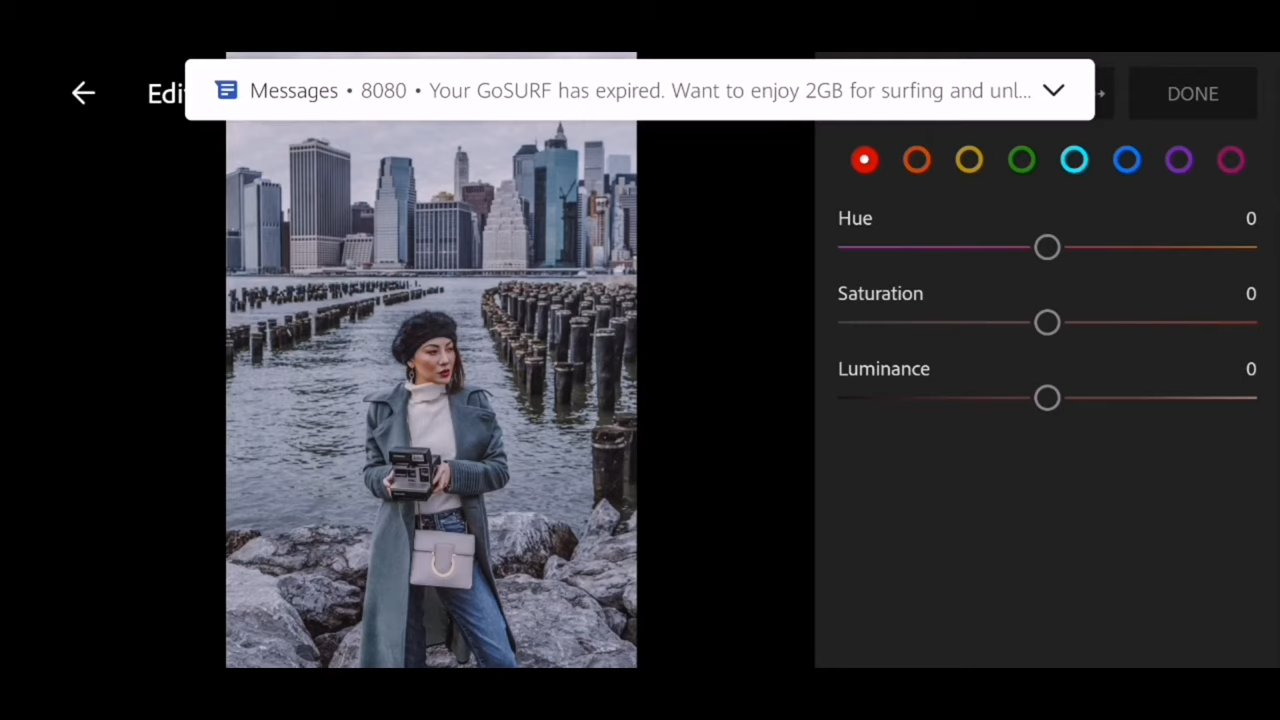 Edi
Messages • 8080 • Your GoSURF has expired. Want to enjoy 2GB for surfing and unl...
DONE
Hue 0
Saturation 0
Luminance 0